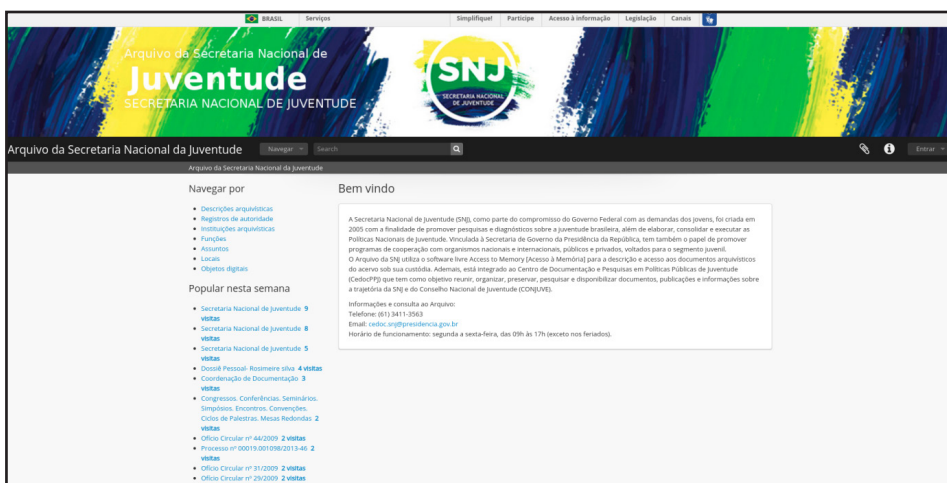 BRASIL Serviços Simplifique! Participe Acesso à informação Legislação Canais
Arquivo da Secretaria Nacional de
Juventude
SECRETARIA NACIONAL DE JUVENTUDE
SNJ
SECRETARIA NACIONAL
DE JUVENTUDE
Arquivo da Secretaria Nacional da Juventude Navegar Search Entrar
Arquivo da Secretaria Nacional da Juventude
Navegar por
Descrições arquivísticas
Registros de autoridade
Instituições arquivísticas
Funções
Assuntos
Locais
Objetos digitais
Popular nesta semana
Secretaria Nacional de Juventude 9
visitas
Secretaria Nacional de Juventude 8
visitas
Secretaria Nacional de Juventude 5
visitas
Dossiê Pessoal- Rosimeire silva 4 visitas
Coordenação de Documentação 3
visitas
Congressos. Conferências. Seminários.
Simpósios. Encontros. Convenções.
Ciclos de Palestras. Mesas Redondas 2
visitas
Ofício Circular nº 44/2009 2 visitas
Processo nº 00019.001098/2013-46 2
visitas
Ofício Circular nº 31/2009 2 visitas
Ofício Circular nº 29/2009 2 visitas
Bem vindo
A Secretaria Nacional de Juventude (SNJ), como parte do compromisso do Governo Federal com as demandas dos jovens, foi criada em
2005 com a finalidade de promover pesquisas e diagnósticos sobre a juventude brasileira, além de elaborar, consolidar e executar as
Políticas Nacionais de Juventude. Vinculada à Secretaria de Governo da Presidência da República, tem também o papel de promover
programas de cooperação com organismos nacionais e internacionais, públicos e privados, voltados para o segmento juvenil.
O Arquivo da SNJ utiliza o software livre Access to Memory [Acesso à Memória] para a descrição e acesso aos documentos arquivísticos
do acervo sob sua custódia. Ademais, está integrado ao Centro de Documentação e Pesquisas em Políticas Públicas de Juventude
(CedocPPJ) que tem como objetivo reunir, organizar, preservar, pesquisar e disponibilizar documentos, publicações e informações sobre
a trajetória da SNJ e do Conselho Nacional de Juventude (CONJUVE).
Informações e consulta ao Arquivo:
Telefone: (61) 3411-3563
Email: cedoc.snj@presidencia.gov.br
Horário de funcionamento: segunda a sexta-feira, das 09h às 17h (exceto nos feriados).